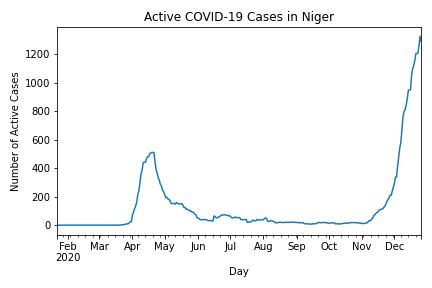 Active COVID-19 Cases in Niger
Number of Active Cases
1200
1000
800
600
400
200
0
Feb Mar Apr May Jun Jul Aug Sep Oct Nov Dec
2020
Day